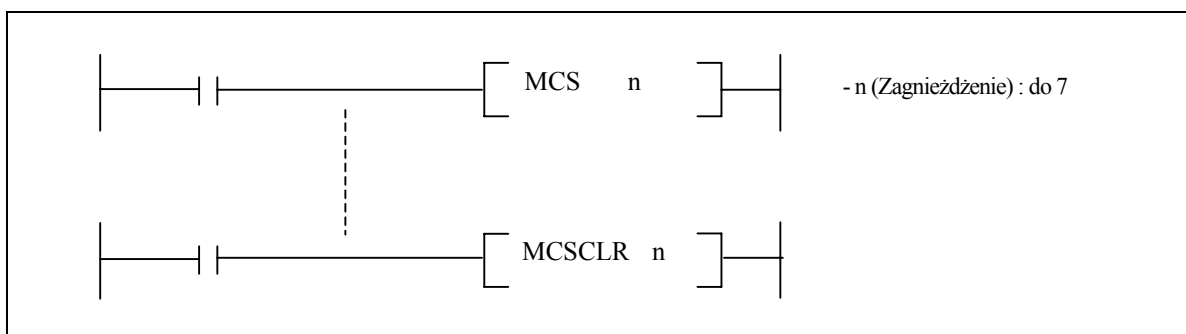 MCS n
- n (Zagnieżdżenie) : do 7
MCSCLR n